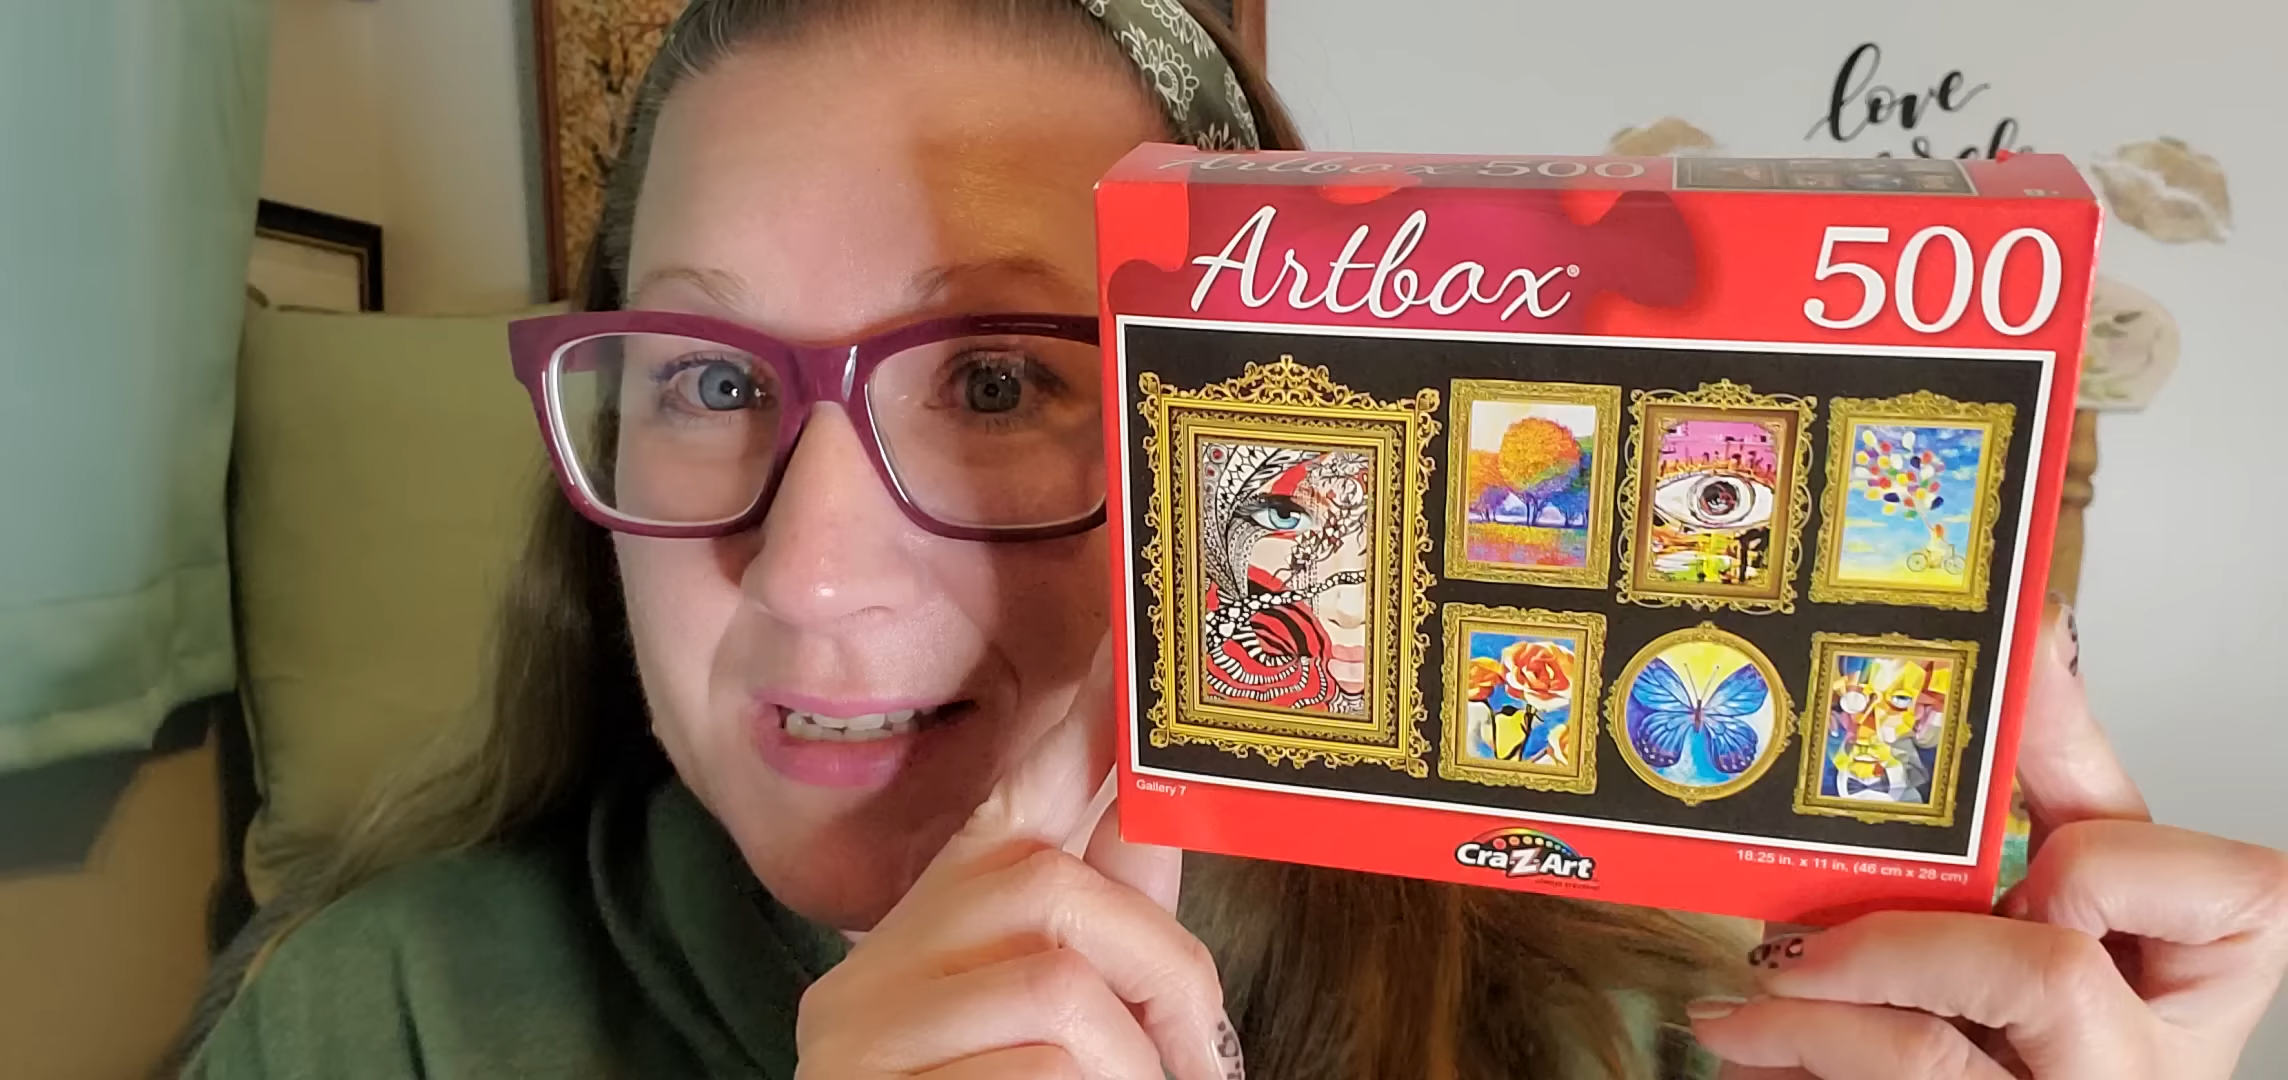 love
Artbox 500
Artbox®
500
Gallery 7
Cra-Z-Art
18.25 in. x 11 in. (46 cm x 28 cm)